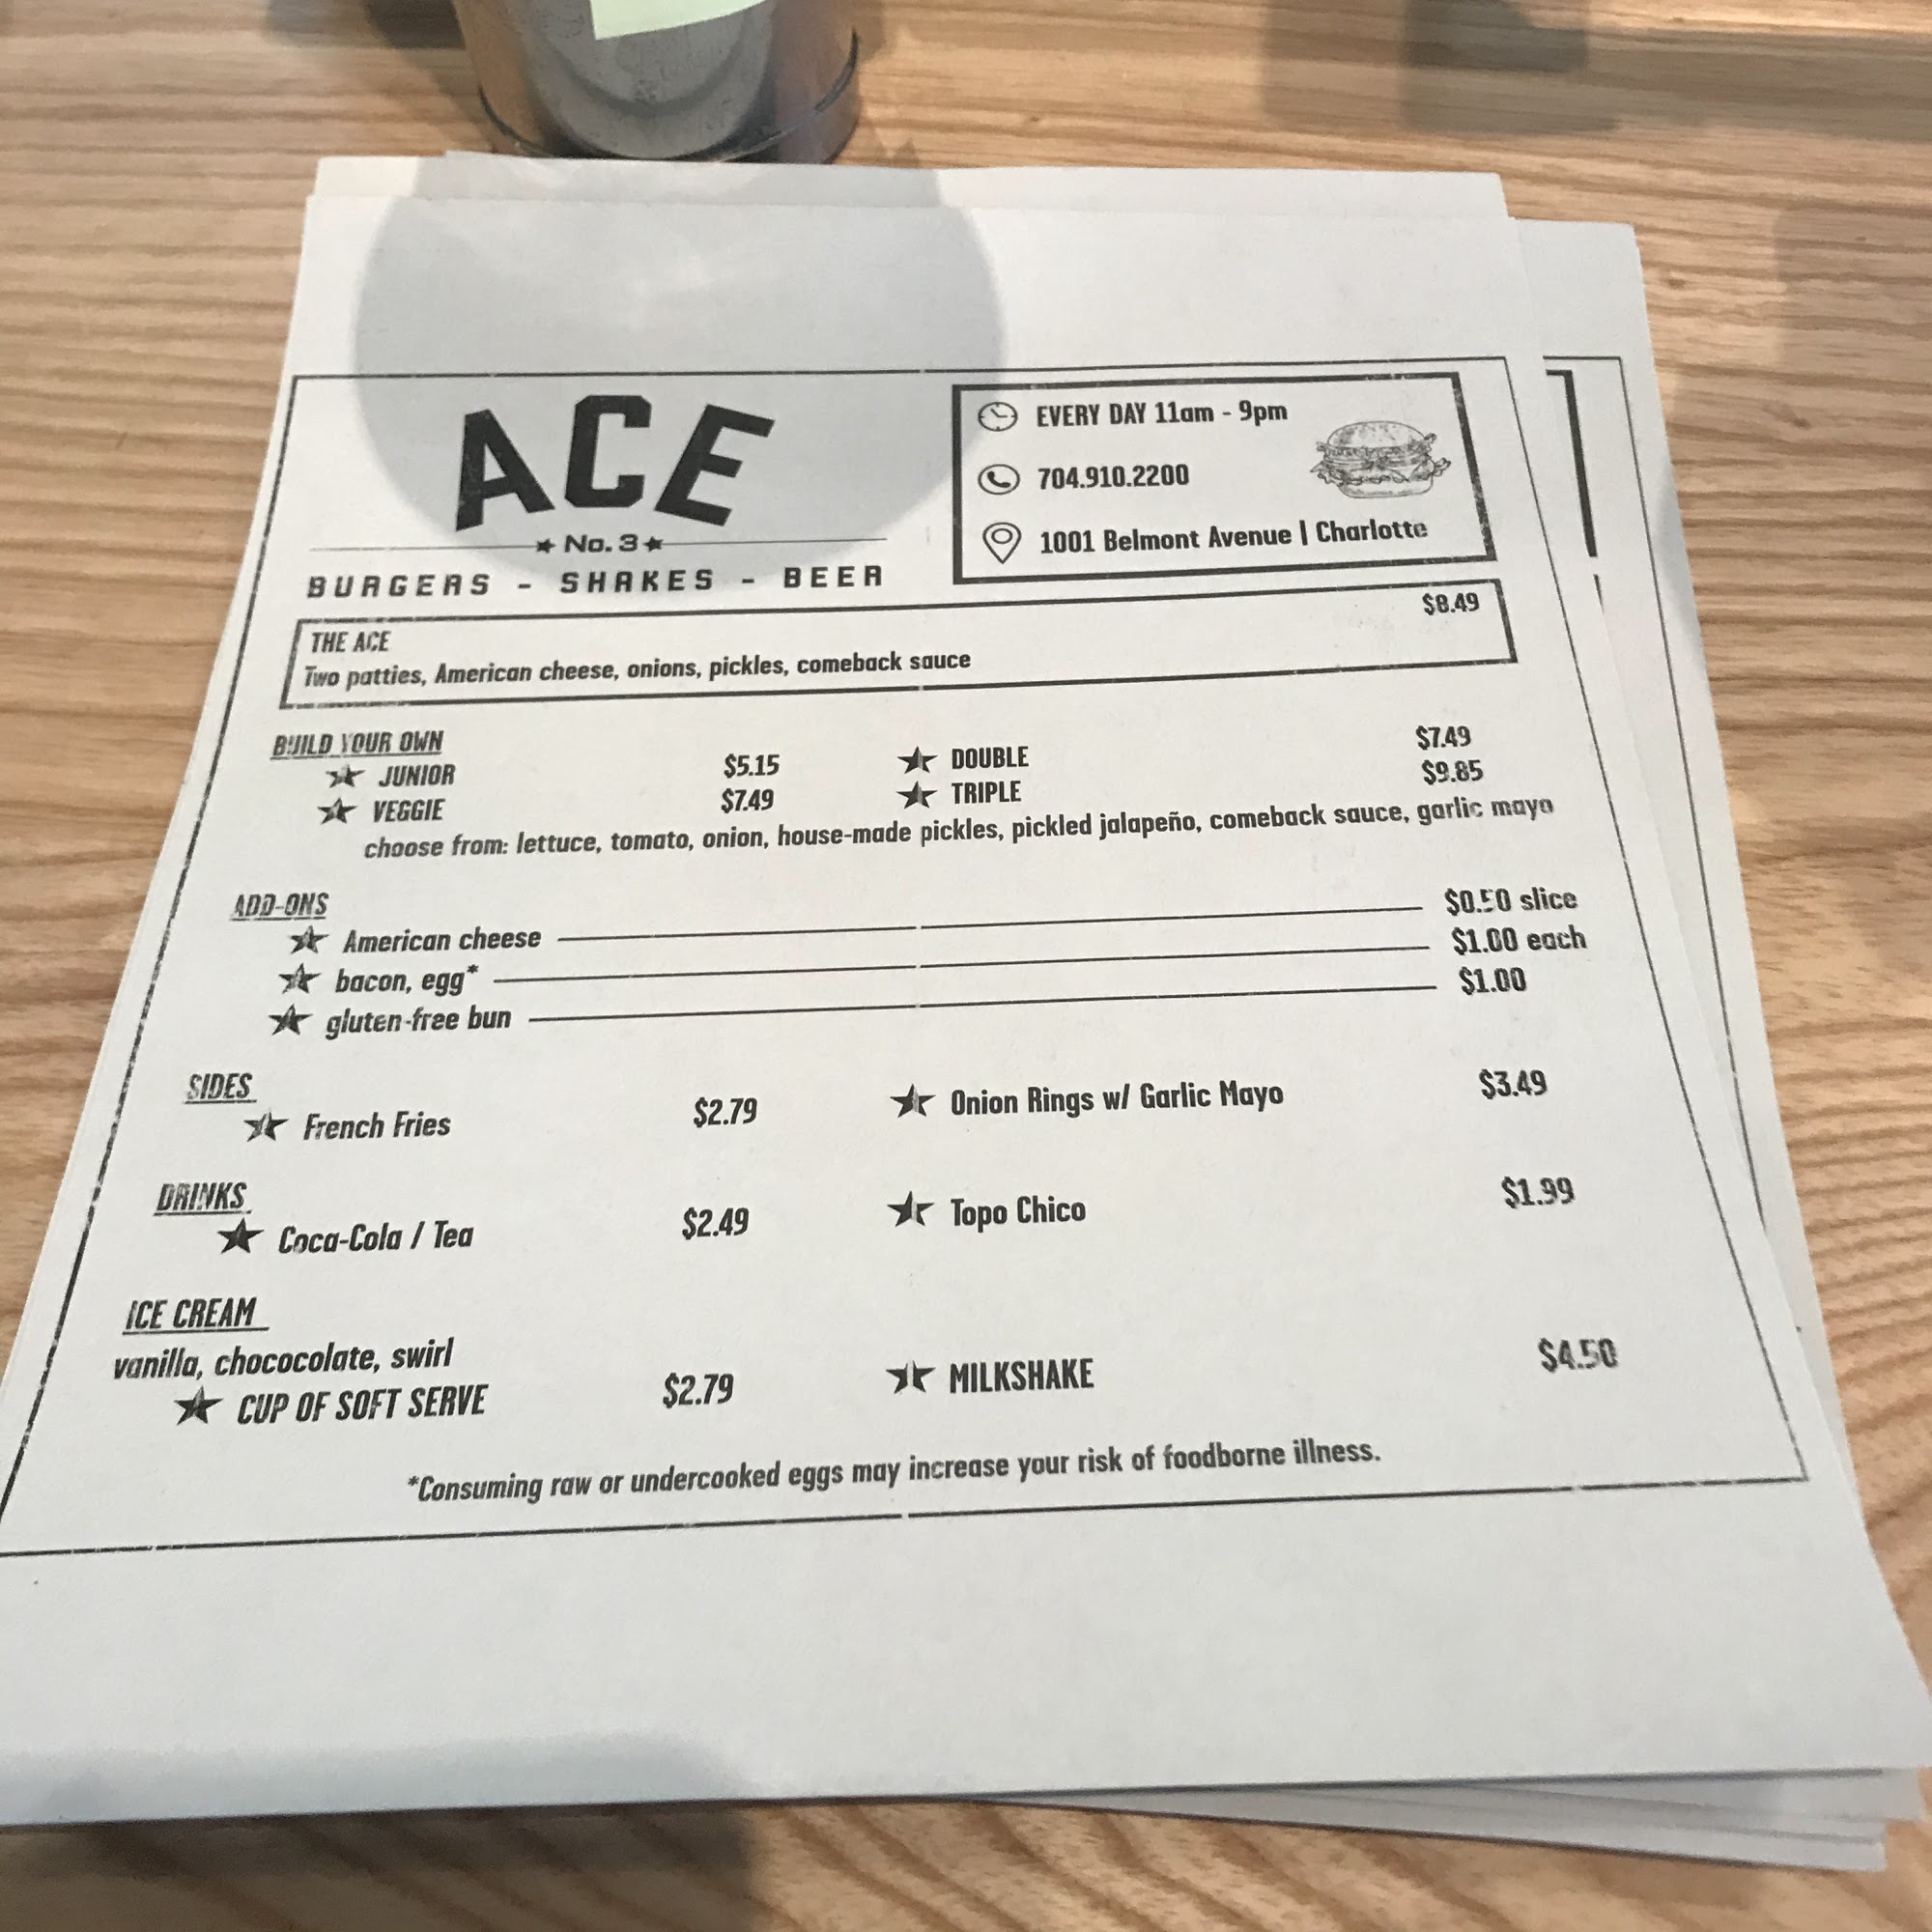 ACE
No. 3
BURGERS - SHAKES - BEER
EVERY DAY 11am - 9pm
704.910.2200
1001 Belmont Avenue | Charlotte
THE ACE $8.49
Two patties, American cheese, onions, pickles, comeback sauce
BUILD YOUR OWN
JUNIOR $5.15 DOUBLE $7.49
VEGGIE $7.49 TRIPLE $9.85
choose from: lettuce, tomato, onion, house-made pickles, pickled jalapeño, comeback sauce, garlic mayo
ADD-ONS
American cheese $0.50 slice
bacon, egg* $1.00 each
gluten-free bun $1.00
SIDES
French Fries $2.79 Onion Rings w/ Garlic Mayo $3.49
DRINKS
Coca-Cola / Tea $2.49 Topo Chico $1.99
ICE CREAM
vanilla, chococolate, swirl
CUP OF SOFT SERVE $2.79 MILKSHAKE $4.50
*Consuming raw or undercooked eggs may increase your risk of foodborne illness.